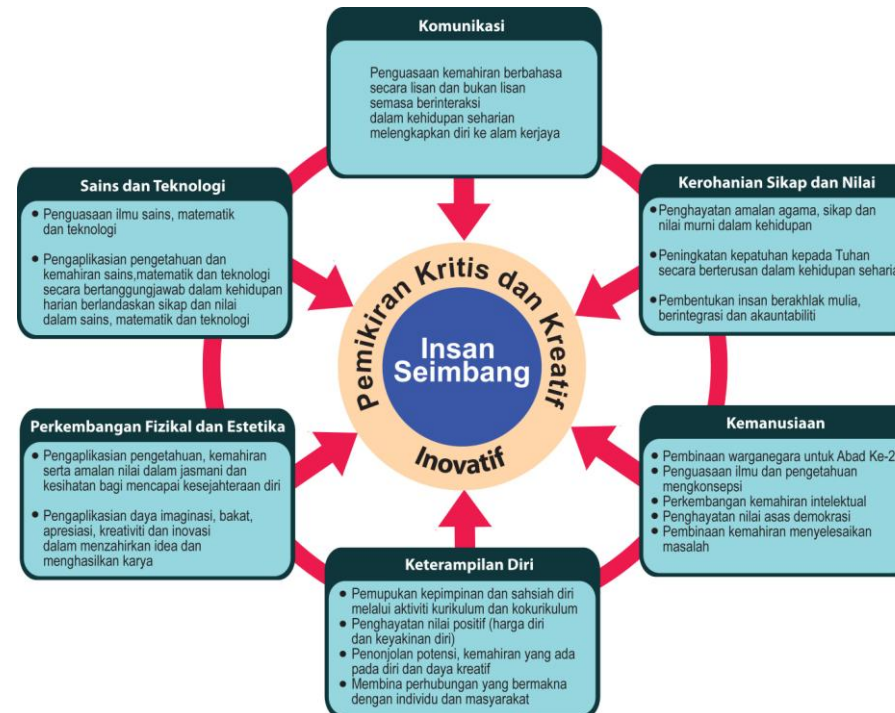 Komunikasi
Penguasaan kemahiran berbahasa
secara lisan dan bukan lisan
semasa berinteraksi
dalam kehidupan seharian
melengkapkan diri ke alam kerjaya
Sains dan Teknologi
● Penguasaan ilmu sains, matematik
dan teknologi
● Pengaplikasian pengetahuan dan
kemahiran sains,matematik dan teknologi
secara bertanggungjawab dalam kehidupan
harian berlandaskan sikap dan nilai
dalam sains, matematik dan teknologi
Kerohanian Sikap dan Nilai
● Penghayatan amalan agama, sikap dan
nilai murni dalam kehidupan
● Peningkatan kepatuhan kepada Tuhan
secara berterusan dalam kehidupan seharia
● Pembentukan insan berakhlak mulia,
berintegrasi dan akauntabiliti
Pemikiran Kritis dan Kreatif
Insan
Seimbang
Inovatif
Perkembangan Fizikal dan Estetika
● Pengaplikasian pengetahuan, kemahiran
serta amalan nilai dalam jasmani dan
kesihatan bagi mencapai kesejahteraan diri
● Pengaplikasian daya imaginasi, bakat,
apresiasi, kreativiti dan inovasi
dalam menzahirkan idea dan
menghasilkan karya
Kemanusiaan
● Pembinaan warganegara untuk Abad Ke-2
● Penguasaan ilmu dan pengetahuan
mengkonsepsi
● Perkembangan kemahiran intelektual
● Penghayatan nilai asas demokrasi
● Pembinaan kemahiran menyelesaikan
masalah
Keterampilan Diri
● Pemupukan kepimpinan dan sahsiah diri
melalui aktiviti kurikulum dan kokurikulum
● Penghayatan nilai positif (harga diri
dan keyakinan diri)
● Penonjolan potensi, kemahiran yang ada
pada diri dan daya kreatif
● Membina perhubungan yang bermakna
dengan individu dan masyarakat